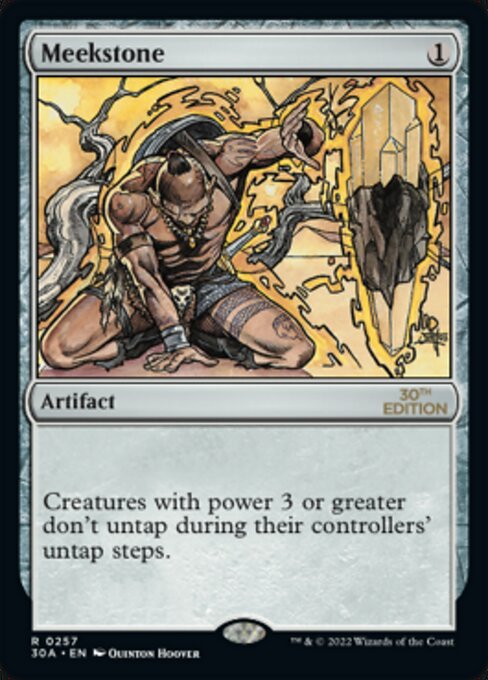 Meekstone 1
30TH
Artifact EDITION
Creatures with power 3 or greater
don't untap during their controllers'
untap steps.
R 0257 ™ & © 2022 Wizards of the Coast
30A • EN Quinton Hoover